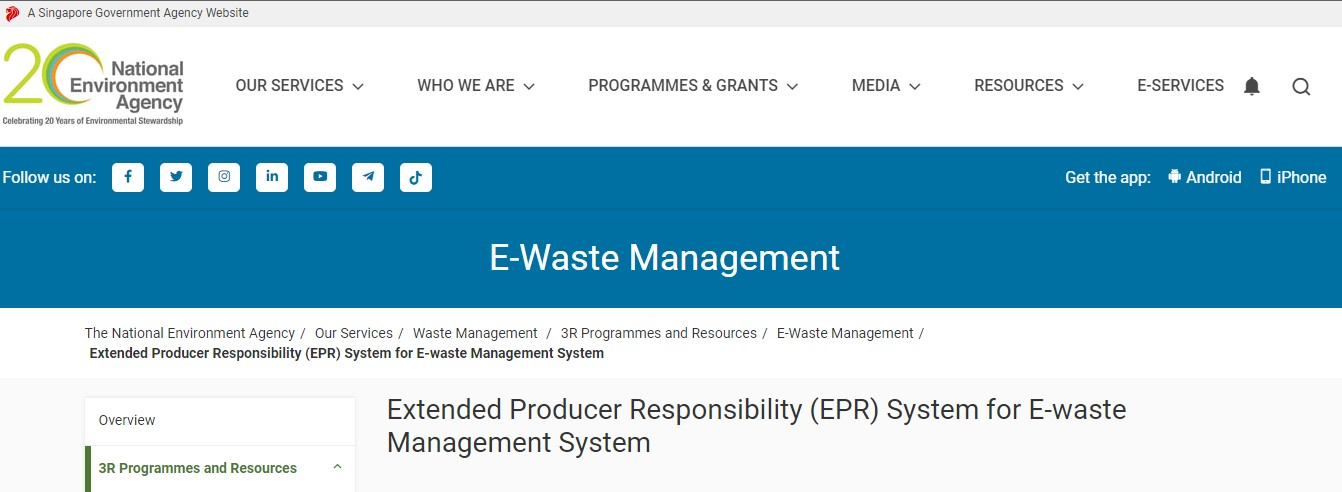 A Singapore Government Agency Website
20 National
Environment
Agency
Celebrating 20 Years of Environmental Stewardship
OUR SERVICES WHO WE ARE PROGRAMMES & GRANTS MEDIA RESOURCES E-SERVICES
Follow us on: Get the app: Android iPhone
E-Waste Management
The National Environment Agency / Our Services / Waste Management / 3R Programmes and Resources / E-Waste Management /
Extended Producer Responsibility (EPR) System for E-waste Management System
Overview
3R Programmes and Resources
Extended Producer Responsibility (EPR) System for E-waste
Management System